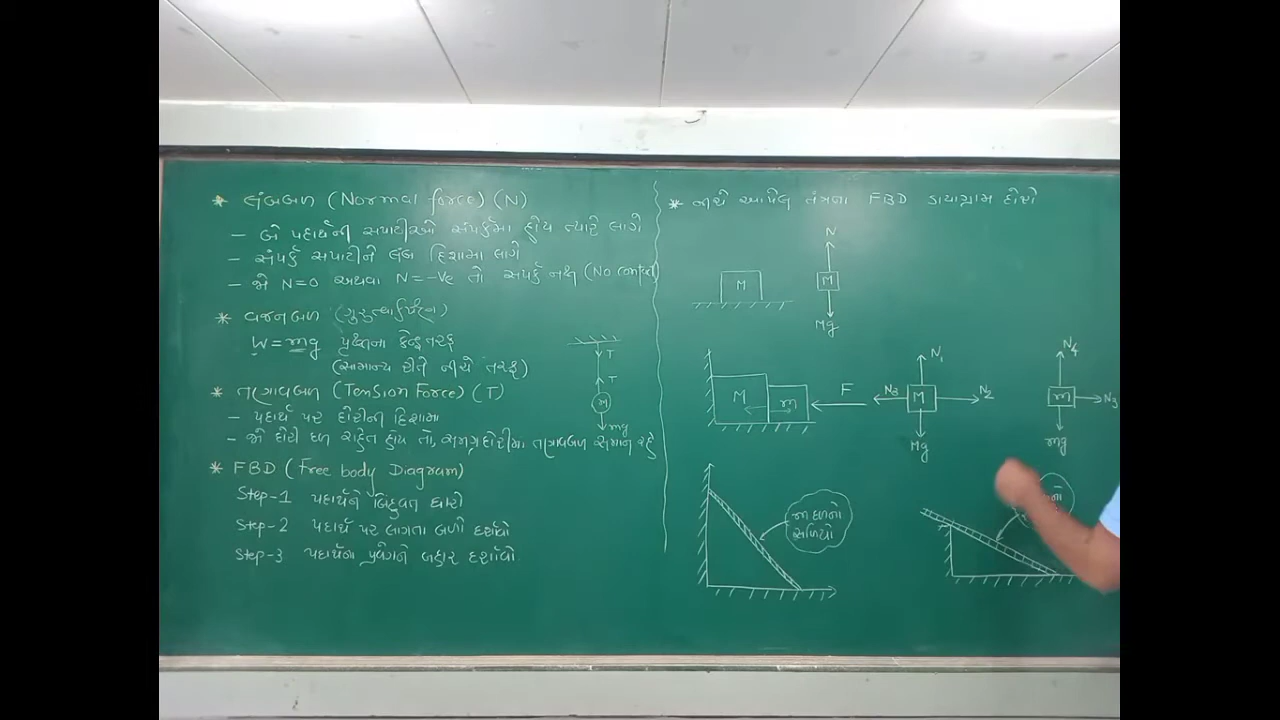 * લંબબળ (Normal force) (N)
- બે પદાર્થની સપાટીઓ સંપર્કમા હોય ત્યારે લાગે
- સંપર્ક સપાટીને લંબ દિશામા લાગે
- જો N=0 અથવા N=-Ve તો સંપર્ક નથી (No contact)
* વજનબળ (ગુરુત્વાકર્ષણ)
W = mg પૃથ્વીના કેન્દ્ર તરફ
(સામાન્ય રીતે નીચે તરફ)
* તણાવબળ (Tension Force) (T)
- પદાર્થ પર દોરીની દિશામા
- જો દોરી દળ રહિત હોય તો, સમગ્ર દોરીમા તણાવબળ સમાન રહે
* FBD (Free body Diagram)
Step-1 પદાર્થને બિંદુવત ધારો
Step-2 પદાર્થ પર લાગતા બળો દર્શાવો
Step-3 પદાર્થના પ્રવેગને બહાર દર્શાવો.
T
T
M
mg
* નીચે આપેલ તંત્રના FBD ડાયાગ્રામ દોરો
M
N
M
Mg
M
m
F
N1
N3
M
N2
Mg
N4
m
N3
mg
m દળનો
સળિયો